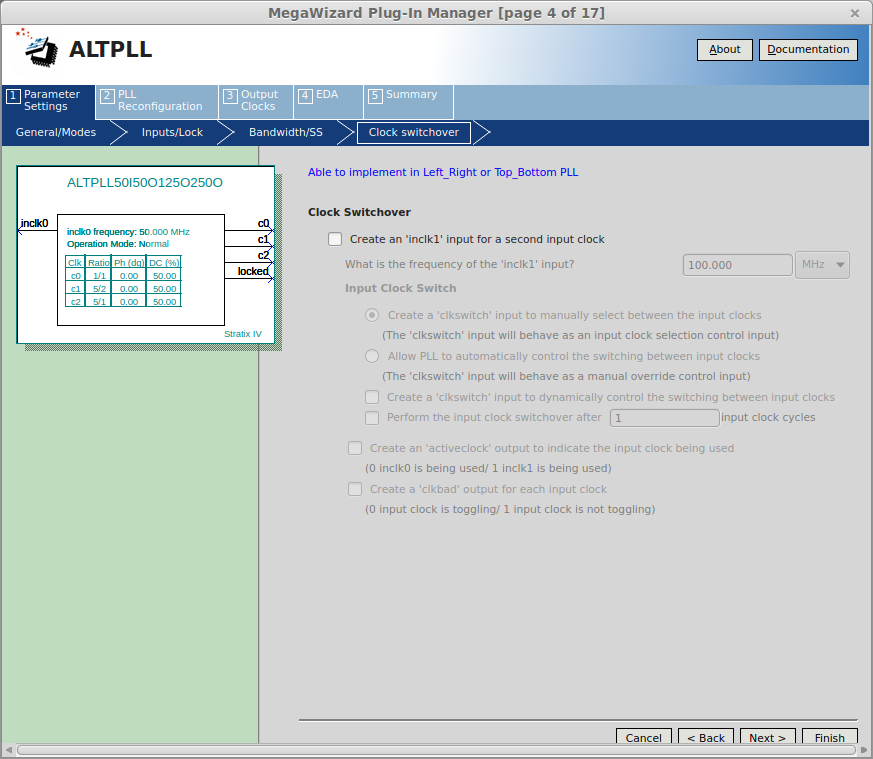 MegaWizard Plug-In Manager [page 4 of 17]
ALTPLL
About
Documentation
1 Parameter Settings
2 PLL Reconfiguration
3 Output Clocks
4 EDA
5 Summary
General/Modes
Inputs/Lock
Bandwidth/SS
Clock switchover
ALTPLL50I50O125O250O
inclk0
inclk0 frequency: 50.000 MHz
Operation Mode: Normal
Clk Ratio Ph (dg) DC (%)
c0 1/1 0.00 50.00
c1 5/2 0.00 50.00
c2 5/1 0.00 50.00
c0
c1
c2
locked
Stratix IV
Able to implement in Left_Right or Top_Bottom PLL
Clock Switchover
Create an 'inclk1' input for a second input clock
What is the frequency of the 'inclk1' input? 100.000 MHz
Input Clock Switch
Create a 'clkswitch' input to manually select between the input clocks
(The 'clkswitch' input will behave as an input clock selection control input)
Allow PLL to automatically control the switching between input clocks
(The 'clkswitch' input will behave as a manual override control input)
Create a 'clkswitch' input to dynamically control the switching between input clocks
Perform the input clock switchover after 1 input clock cycles
Create an 'activeclock' output to indicate the input clock being used
(0 inclk0 is being used/ 1 inclk1 is being used)
Create a 'clkbad' output for each input clock
(0 input clock is toggling/ 1 input clock is not toggling)
Cancel
< Back
Next >
Finish